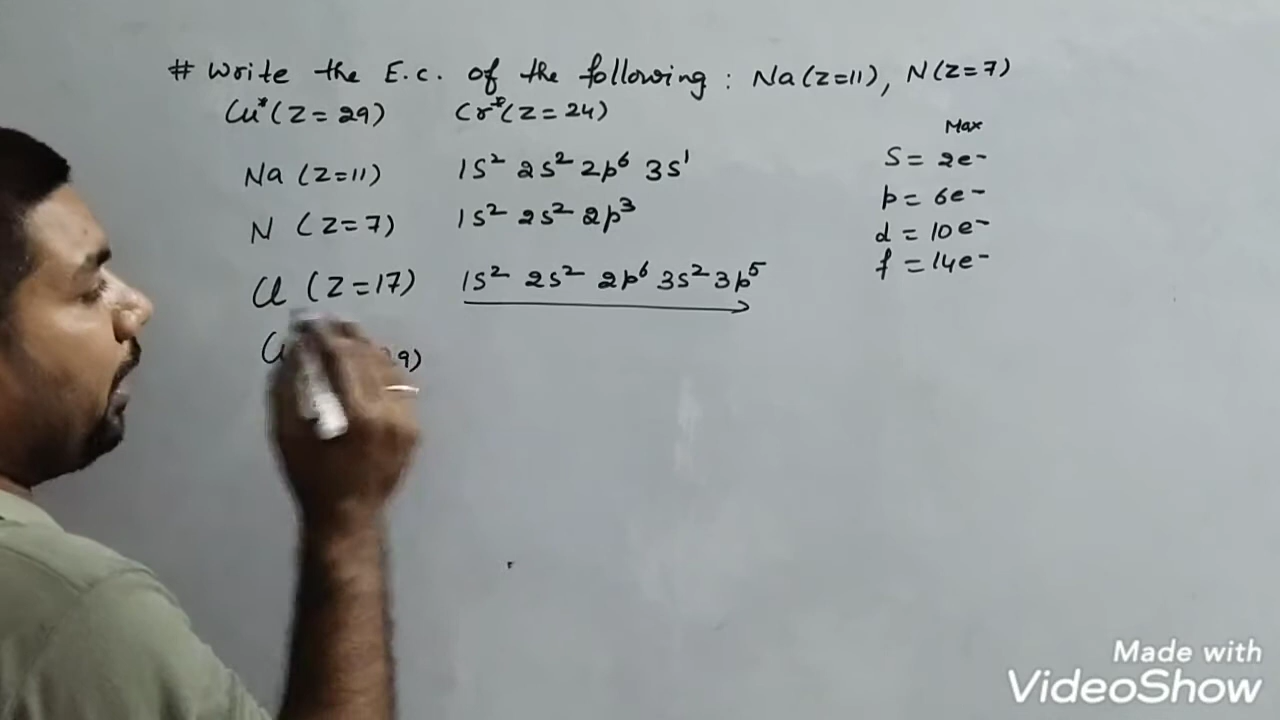 # Write the E.c. of the following : Na (Z=11), N (Z=7)
Cu* (Z = 29) Cr* (Z = 24)
Na (Z=11) 1s² 2s² 2p⁶ 3s¹
N (Z=7) 1s² 2s² 2p³
Cl (Z=17) 1s² 2s² 2p⁶ 3s² 3p⁵
9)
Max
S = 2e-
p = 6e-
d = 10e-
f = 14e-
Made with
VideoShow